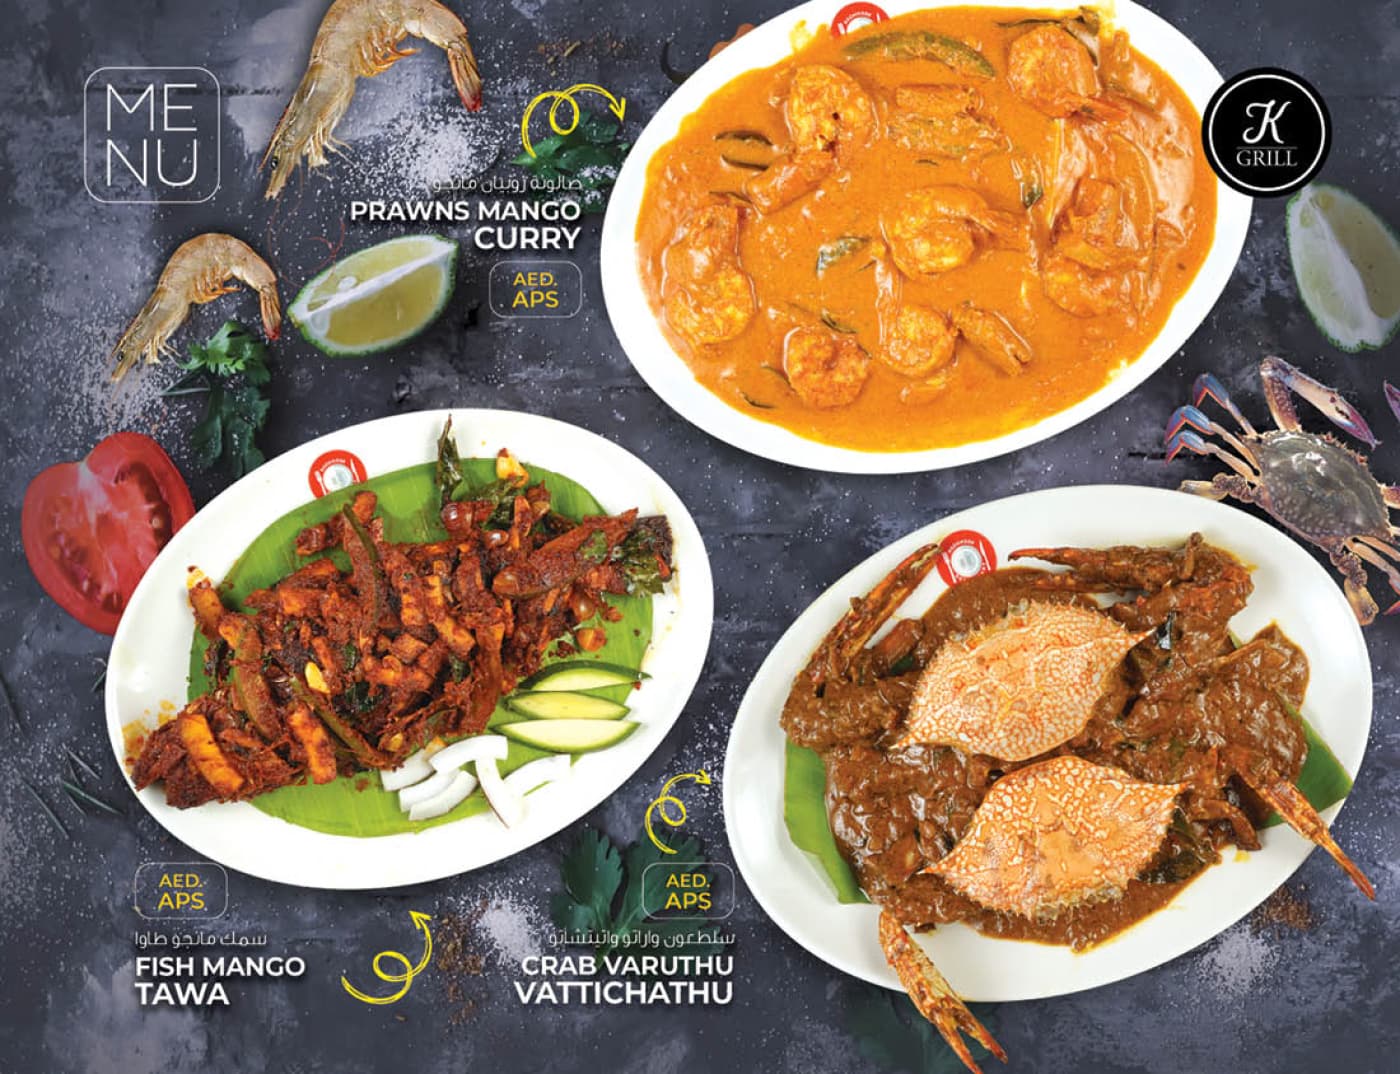 ME
NU
صالونة روبيان مانجو
PRAWNS MANGO
CURRY
AED.
APS
K
GRILL
AED.
APS
سمك مانجو طاوا
FISH MANGO
TAWA
AED.
APS
سلطعون واراتو واتيتشاتو
CRAB VARUTHU
VATTICHATHU